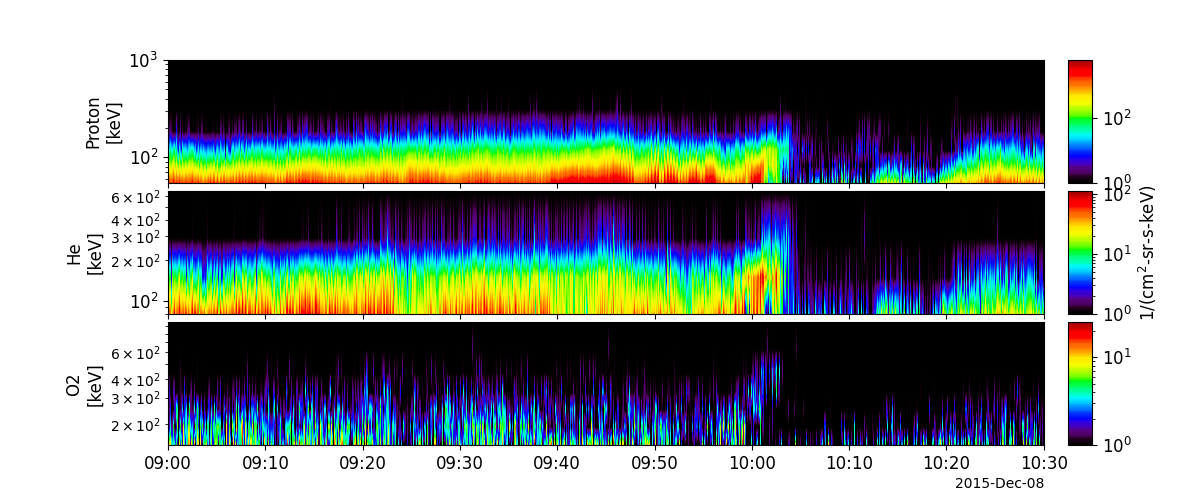 10³
10²
Proton
[keV]
10²
10⁰
6 × 10²
4 × 10²
3 × 10²
2 × 10²
10²
He
[keV]
10²
10¹
10⁰
1/(cm²-sr-s-keV)
6 × 10²
4 × 10²
3 × 10²
2 × 10²
O2
[keV]
10¹
10⁰
09:00 09:10 09:20 09:30 09:40 09:50 10:00 10:10 10:20 10:30
2015-Dec-08